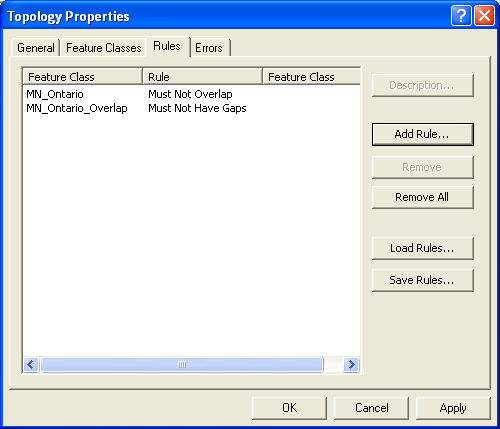 Topology Properties
General Feature Classes Rules Errors
Feature Class Rule Feature Class
MN_Ontario Must Not Overlap
MN_Ontario_Overlap Must Not Have Gaps
Description...
Add Rule...
Remove
Remove All
Load Rules...
Save Rules...
OK Cancel Apply